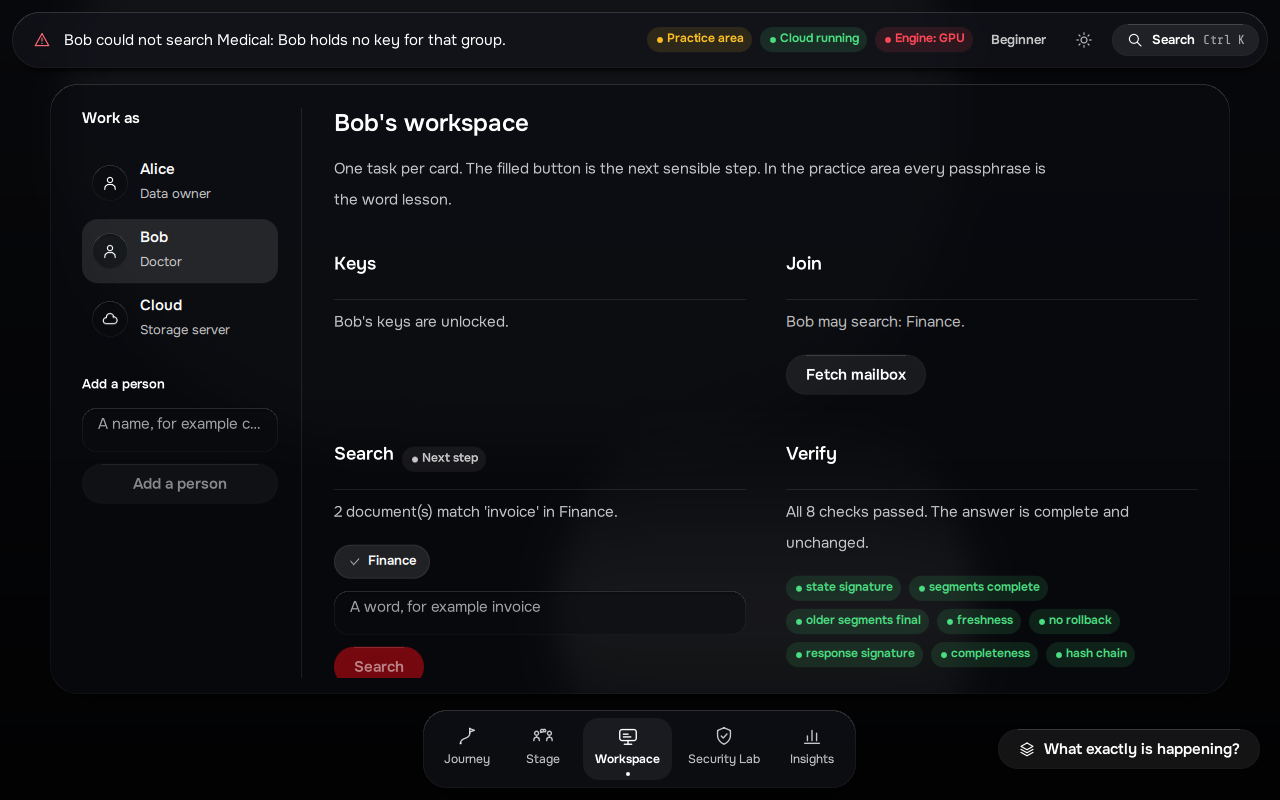 Bob could not search Medical: Bob holds no key for that group.
Practice area
Cloud running
Engine: GPU
Beginner
Search Ctrl K
Work as
Alice
Data owner
Bob
Doctor
Cloud
Storage server
Add a person
A name, for example c...
Add a person
Bob's workspace
One task per card. The filled button is the next sensible step. In the practice area every passphrase is
the word lesson.
Keys
Bob's keys are unlocked.
Join
Bob may search: Finance.
Fetch mailbox
Search
Next step
2 document(s) match 'invoice' in Finance.
Finance
A word, for example invoice
Search
Verify
All 8 checks passed. The answer is complete and
unchanged.
state signature
segments complete
older segments final
freshness
no rollback
response signature
completeness
hash chain
Journey
Stage
Workspace
Security Lab
Insights
What exactly is happening?